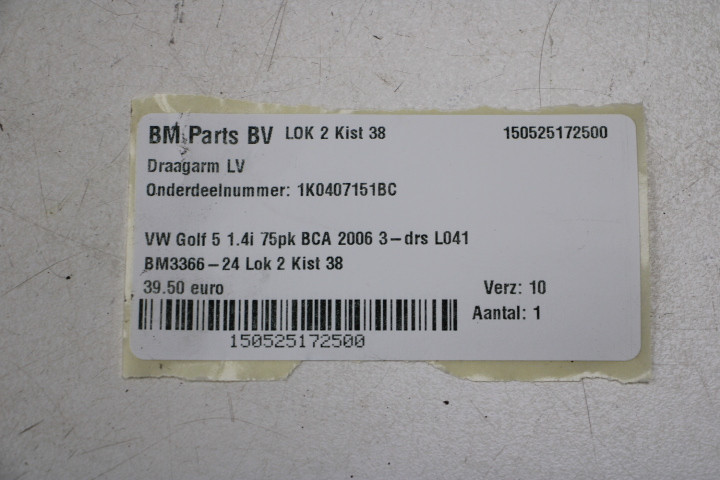 BM Parts BV LOK 2 Kist 38 150525172500
Draagarm LV
Onderdeelnummer: 1K0407151BC
VW Golf 5 1.4i 75pk BCA 2006 3-drs L041
BM3366-24 Lok 2 Kist 38
39.50 euro Verz: 10
Aantal: 1
150525172500